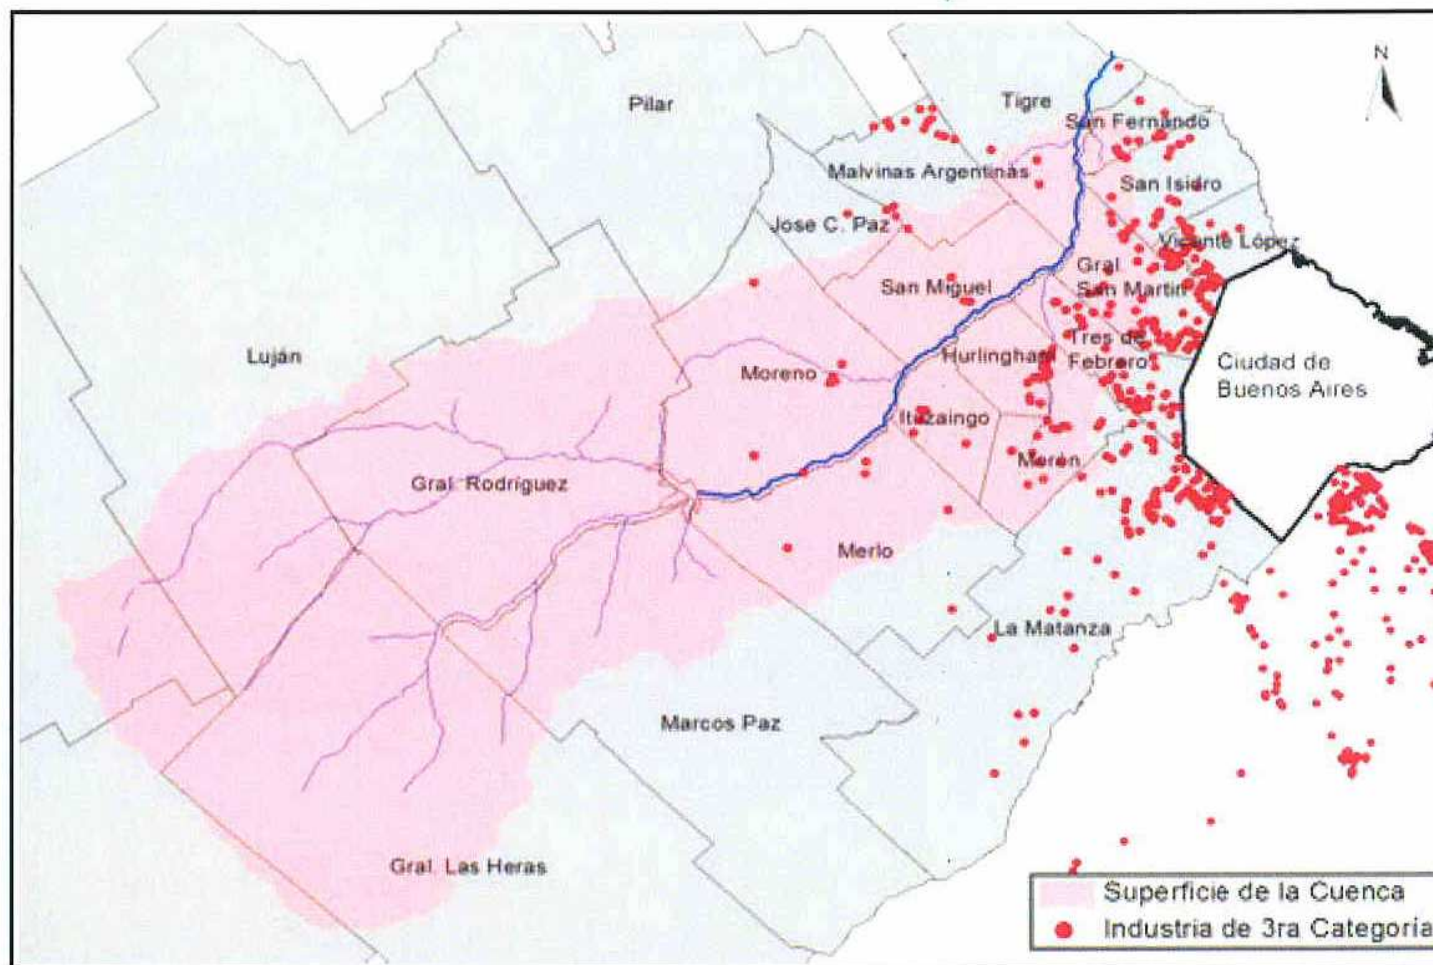 N
Pilar
Tigre
San Fernando
Malvinas Argentinas
San Isidro
Jose C. Paz
Vicente López
Gral.
San Martin
San Miguel
Luján
Hurlingham
Tres de
Febrero
Ciudad de
Buenos Aires
Moreno
Ituzaingo
Morón
Gral. Rodríguez
Merlo
La Matanza
Marcos Paz
Gral. Las Heras
Superficie de la Cuenca
Industria de 3ra Categoría